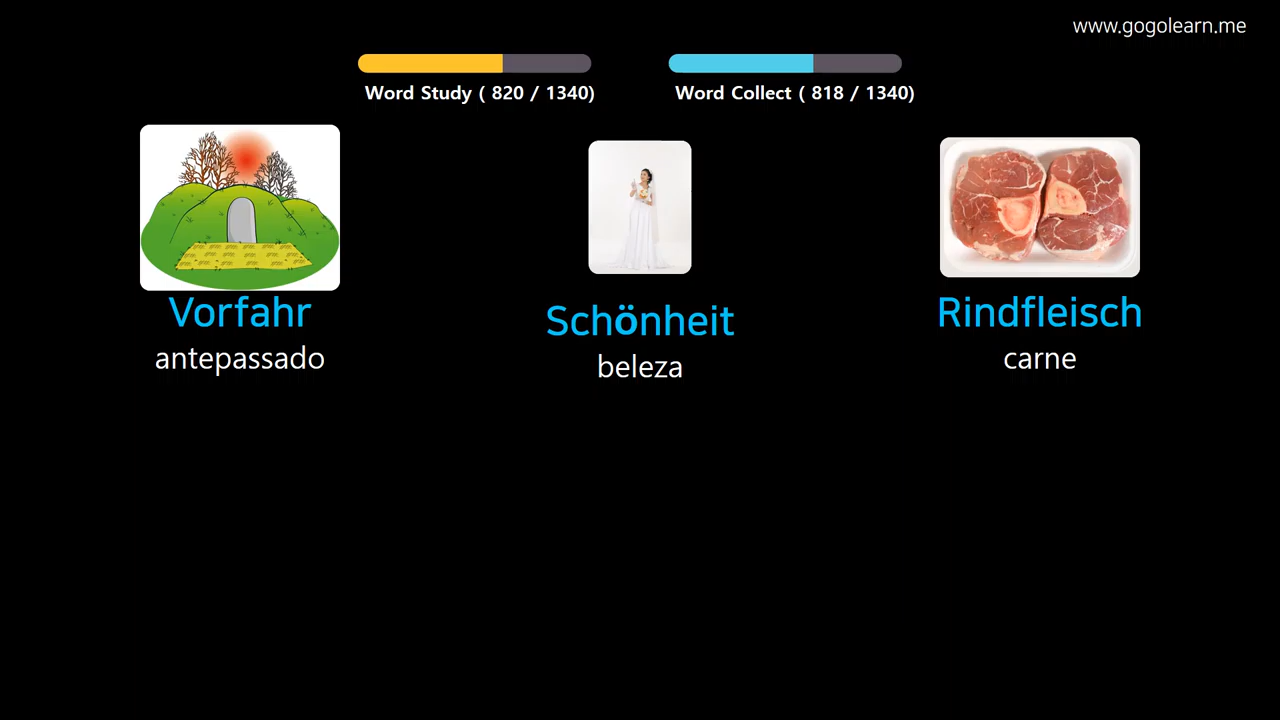 www.gogolearn.me
Word Study ( 820 / 1340)
Word Collect ( 818 / 1340)
Vorfahr
antepassado
Schönheit
beleza
Rindfleisch
carne